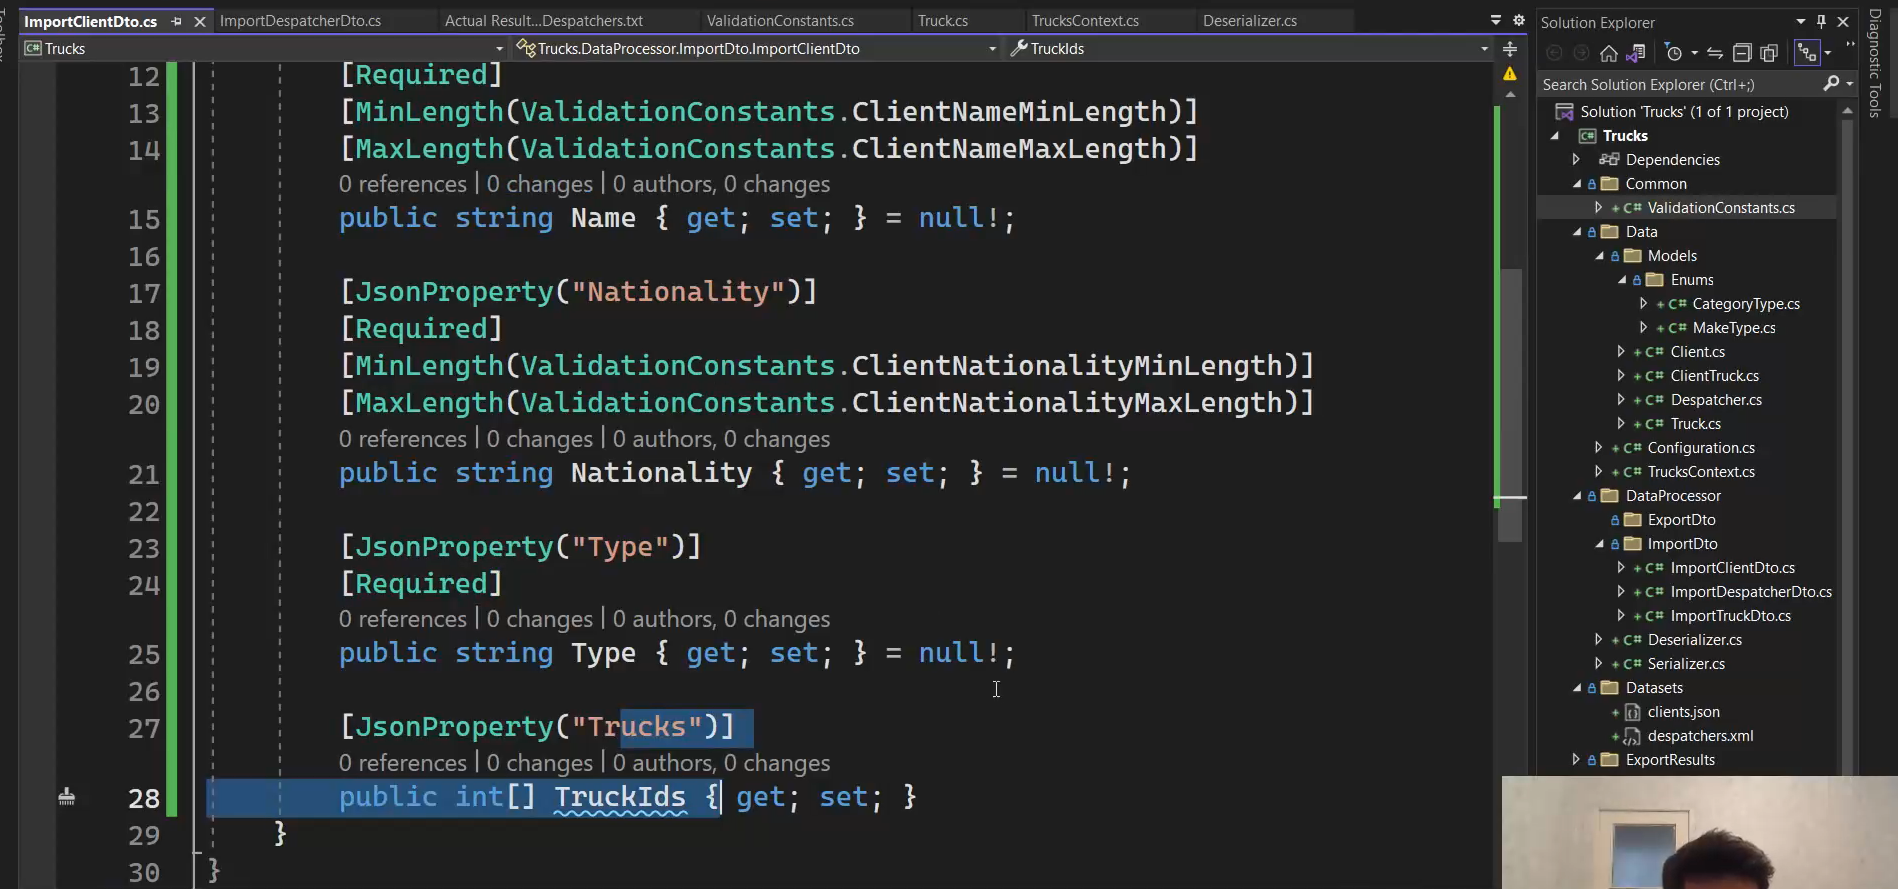 ImportClientDto.cs
ImportDespatcherDto.cs
Actual Result...Despatchers.txt
ValidationConstants.cs
Truck.cs
TrucksContext.cs
Deserializer.cs
Trucks
Trucks.DataProcessor.ImportDto.ImportClientDto
TruckIds
12 [Required]
13 [MinLength(ValidationConstants.ClientNameMinLength)]
14 [MaxLength(ValidationConstants.ClientNameMaxLength)]
0 references | 0 changes | 0 authors, 0 changes
15 public string Name { get; set; } = null!;
16
17 [JsonProperty("Nationality")]
18 [Required]
19 [MinLength(ValidationConstants.ClientNationalityMinLength)]
20 [MaxLength(ValidationConstants.ClientNationalityMaxLength)]
0 references | 0 changes | 0 authors, 0 changes
21 public string Nationality { get; set; } = null!;
22
23 [JsonProperty("Type")]
24 [Required]
0 references | 0 changes | 0 authors, 0 changes
25 public string Type { get; set; } = null!;
26
27 [JsonProperty("Trucks")]
0 references | 0 changes | 0 authors, 0 changes
28 public int[] TruckIds { get; set; }
29 }
30 }
Solution Explorer
Search Solution Explorer (Ctrl+;)
Solution 'Trucks' (1 of 1 project)
Trucks
Dependencies
Common
C# ValidationConstants.cs
Data
Models
Enums
C# CategoryType.cs
C# MakeType.cs
C# Client.cs
C# ClientTruck.cs
C# Despatcher.cs
C# Truck.cs
C# Configuration.cs
C# TrucksContext.cs
DataProcessor
ExportDto
ImportDto
C# ImportClientDto.cs
C# ImportDespatcherDto.cs
C# ImportTruckDto.cs
C# Deserializer.cs
C# Serializer.cs
Datasets
clients.json
despatchers.xml
ExportResults
Diagnostic Tools